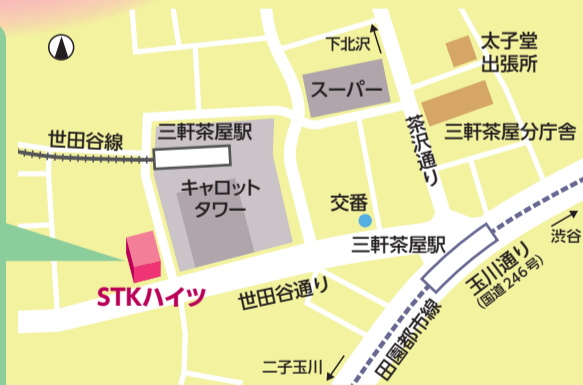 下北沢
太子堂
出張所
スーパー
三軒茶屋分庁舎
世田谷線
三軒茶屋駅
茶沢通り
キャロット
タワー
交番
三軒茶屋駅
渋谷
玉川通り
(国道246号)
STKハイツ
世田谷通り
田園都市線
二子玉川